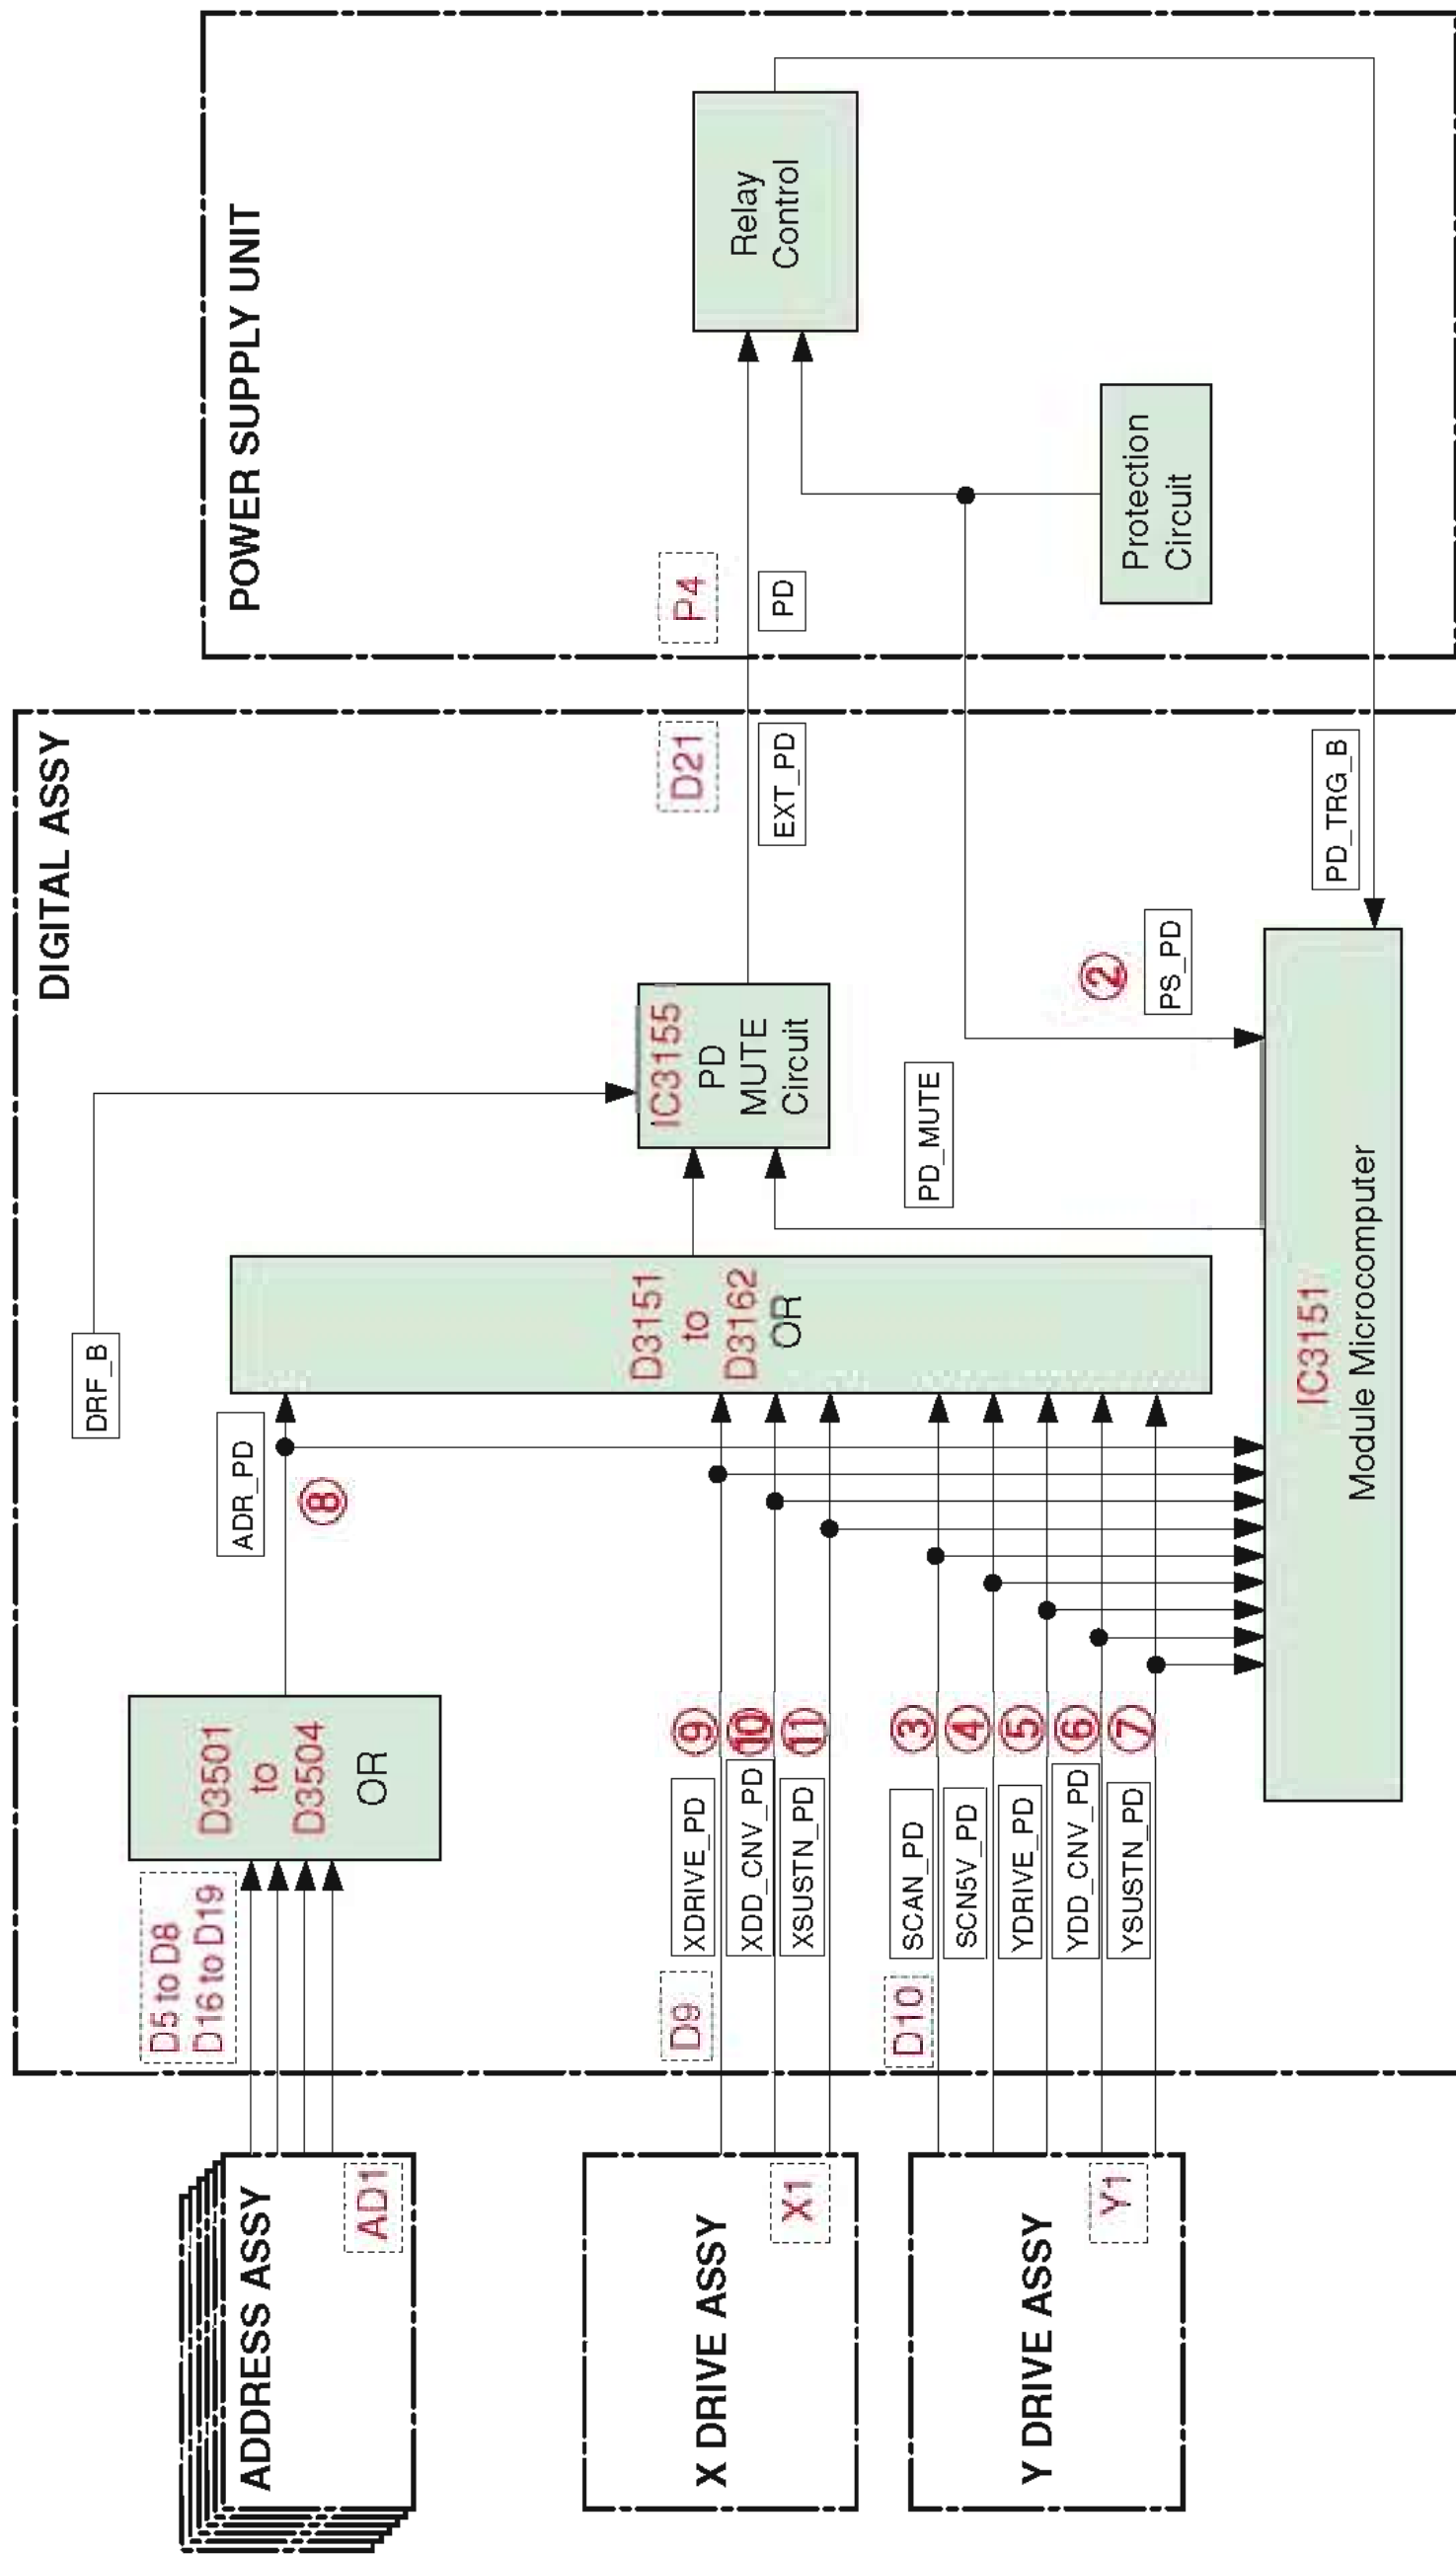 POWER SUPPLY UNIT
Relay
Control
Protection
Circuit
P4
PD
DIGITAL ASSY
D21
EXT_PD
PD_TRG_B
②
PS_PD
IC3155
PD
MUTE
Circuit
PD_MUTE
DRF_B
D3151
to
D3162
OR
IC3151
Module Microcomputer
ADR_PD
⑧
D3501
to
D3504
OR
D5 to D8
D16 to D19
⑨
XDRIVE_PD
⑩
XDD_CNV_PD
⑪
XSUSTN_PD
D9
③
SCAN_PD
④
SCN5V_PD
⑤
YDRIVE_PD
⑥
YDD_CNV_PD
⑦
YSUSTN_PD
D10
ADDRESS ASSY
AD1
X DRIVE ASSY
X1
Y DRIVE ASSY
Y1